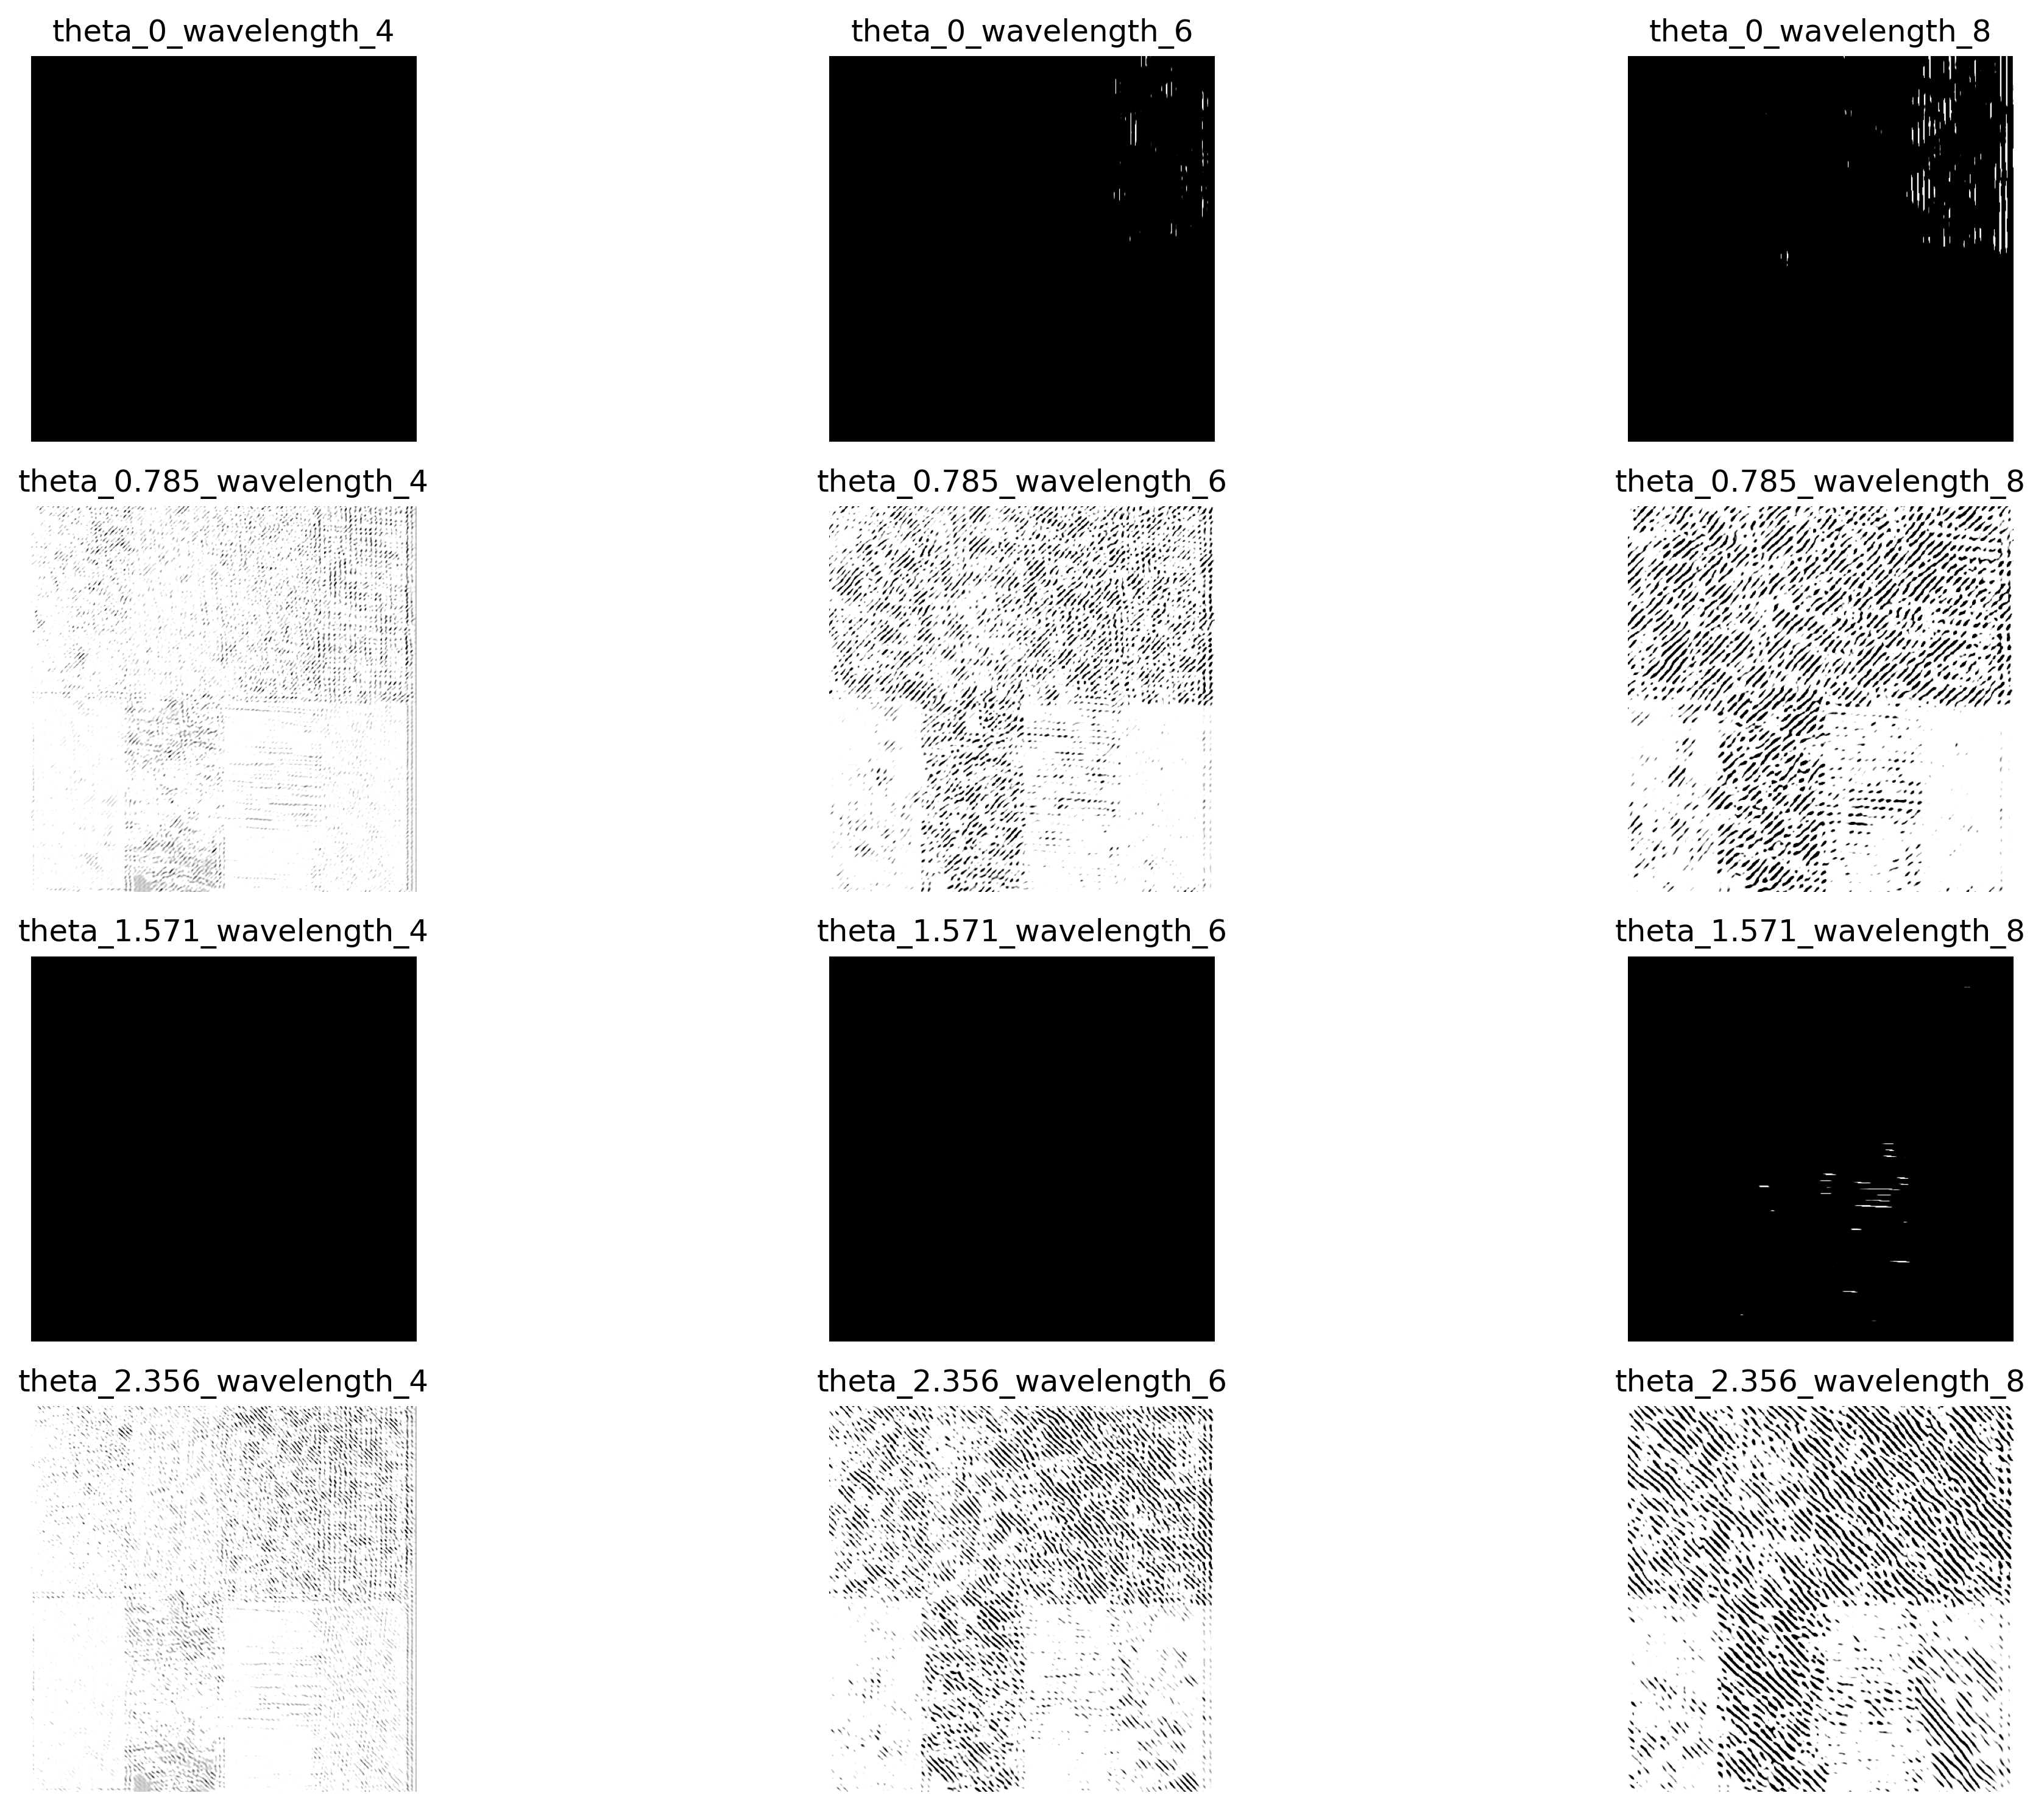 theta_0_wavelength_4
theta_0_wavelength_6
theta_0_wavelength_8
theta_0.785_wavelength_4
theta_0.785_wavelength_6
theta_0.785_wavelength_8
theta_1.571_wavelength_4
theta_1.571_wavelength_6
theta_1.571_wavelength_8
theta_2.356_wavelength_4
theta_2.356_wavelength_6
theta_2.356_wavelength_8